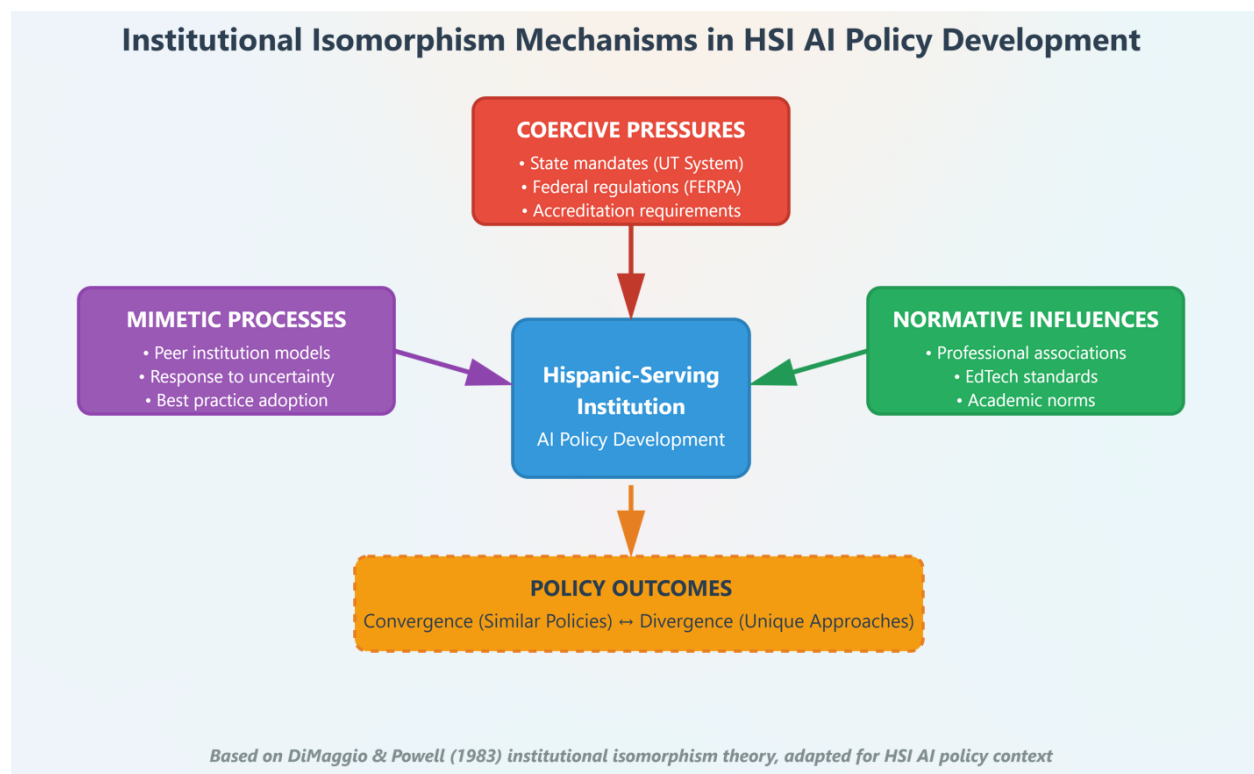 Institutional Isomorphism Mechanisms in HSI AI Policy Development
COERCIVE PRESSURES
• State mandates (UT System)
• Federal regulations (FERPA)
• Accreditation requirements
MIMETIC PROCESSES
• Peer institution models
• Response to uncertainty
• Best practice adoption
Hispanic-Serving
Institution
AI Policy Development
NORMATIVE INFLUENCES
• Professional associations
• EdTech standards
• Academic norms
POLICY OUTCOMES
Convergence (Similar Policies) ↔ Divergence (Unique Approaches)
Based on DiMaggio & Powell (1983) institutional isomorphism theory, adapted for HSI AI policy context